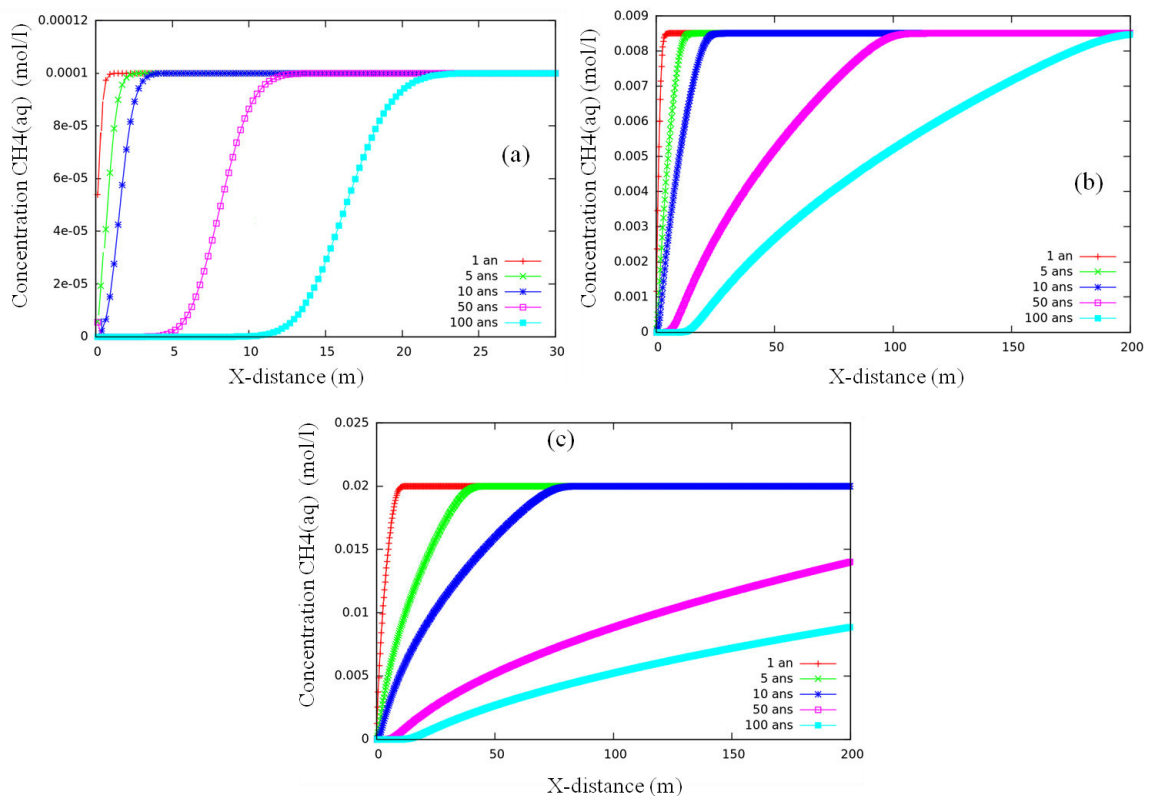 Concentration CH4(aq) (mol/l)
0.00012
0.0001
8e-05
6e-05
4e-05
2e-05
0
(a)
1 an
5 ans
10 ans
50 ans
100 ans
0 5 10 15 20 25 30
X-distance (m)
Concentration CH4(aq) (mol/l)
0.009
0.008
0.007
0.006
0.005
0.004
0.003
0.002
0.001
0
(b)
1 an
5 ans
10 ans
50 ans
100 ans
0 50 100 150 200
X-distance (m)
Concentration CH4(aq) (mol/l)
0.025
0.02
0.015
0.01
0.005
0
(c)
1 an
5 ans
10 ans
50 ans
100 ans
0 50 100 150 200
X-distance (m)